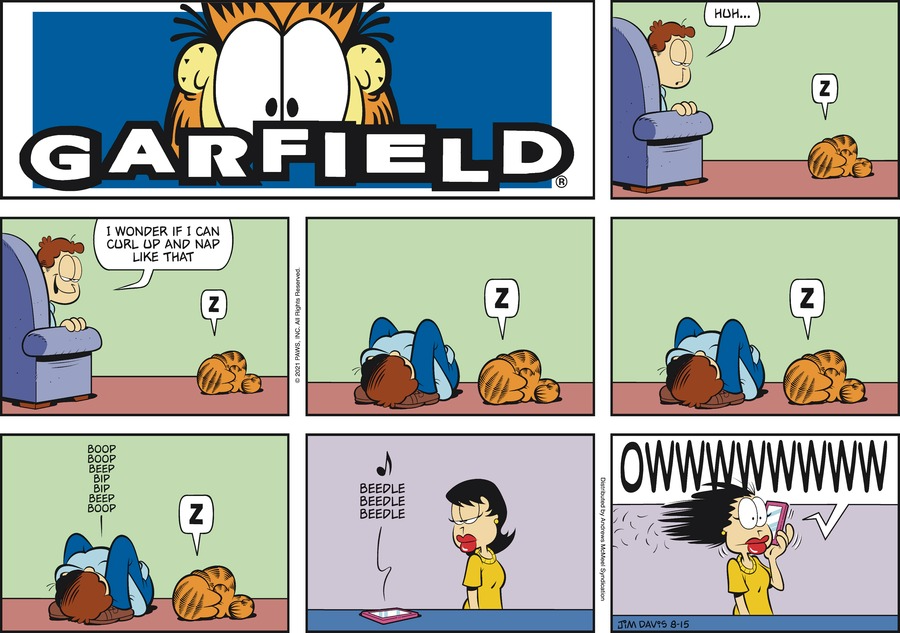 GARFIELD
®
HUH...
Z
I WONDER IF I CAN
CURL UP AND NAP
LIKE THAT
Z
© 2021 PAWS, INC. All Rights Reserved.
Z
Z
BOOP
BOOP
BEEP
BIP
BIP
BEEP
BOOP
Z
BEEDLE
BEEDLE
BEEDLE
Distributed by Andrews McMeel Syndication
OWWWWWWWW
JIM DAVIS 8-15